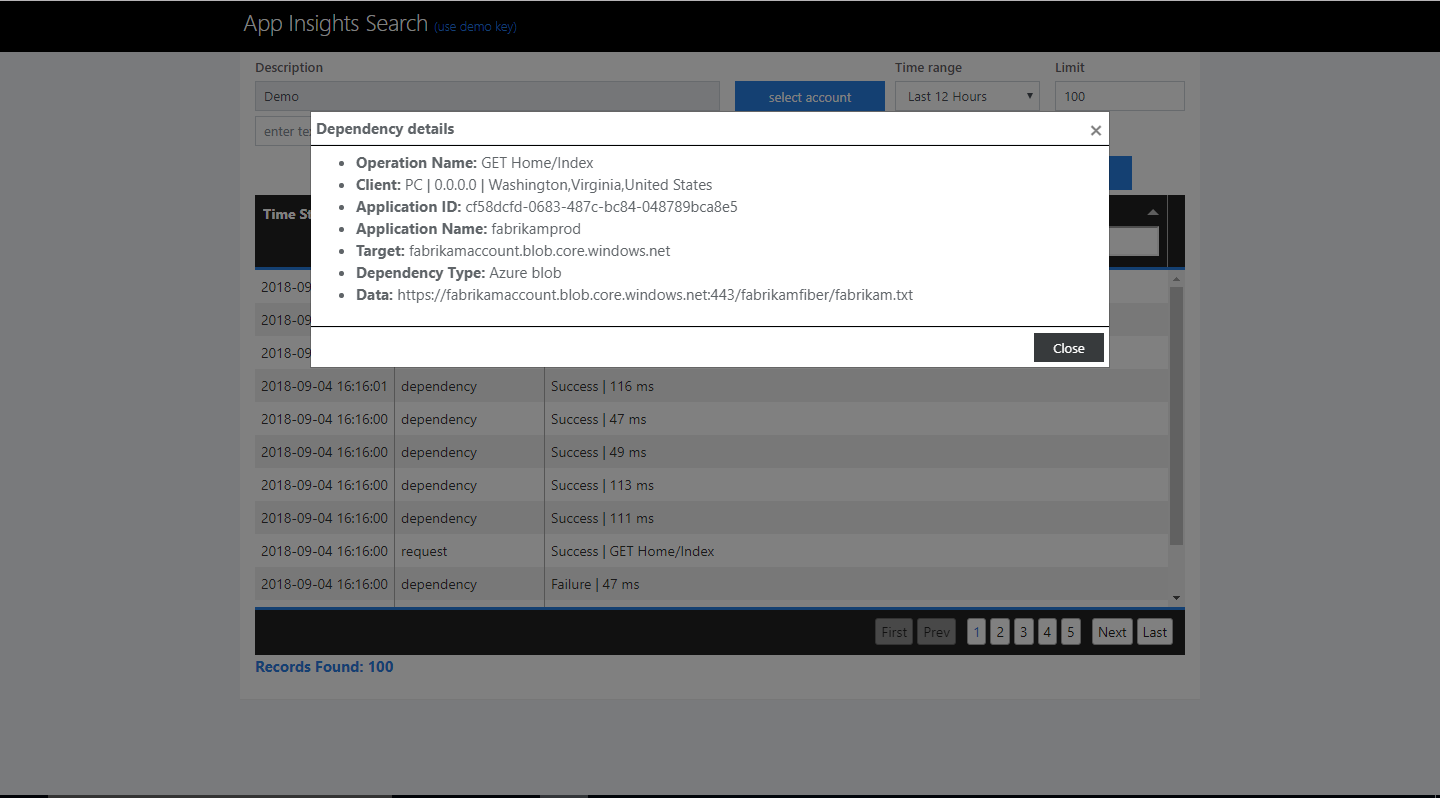 App Insights Search (use demo key)
Description
Time range
Limit
Demo
select account
Last 12 Hours
100
enter
Dependency details
×
Operation Name: GET Home/Index
Client: PC | 0.0.0.0 | Washington,Virginia,United States
Application ID: cf58dcfd-0683-487c-bc84-048789bca8e5
Application Name: fabrikamprod
Target: fabrikamaccount.blob.core.windows.net
Dependency Type: Azure blob
Data: https://fabrikamaccount.blob.core.windows.net:443/fabrikamfiber/fabrikam.txt
Close
Time St
2018-09
2018-09
2018-09
2018-09-04 16:16:01 dependency Success | 116 ms
2018-09-04 16:16:00 dependency Success | 47 ms
2018-09-04 16:16:00 dependency Success | 49 ms
2018-09-04 16:16:00 dependency Success | 113 ms
2018-09-04 16:16:00 dependency Success | 111 ms
2018-09-04 16:16:00 request Success | GET Home/Index
2018-09-04 16:16:00 dependency Failure | 47 ms
First Prev 1 2 3 4 5 Next Last
Records Found: 100